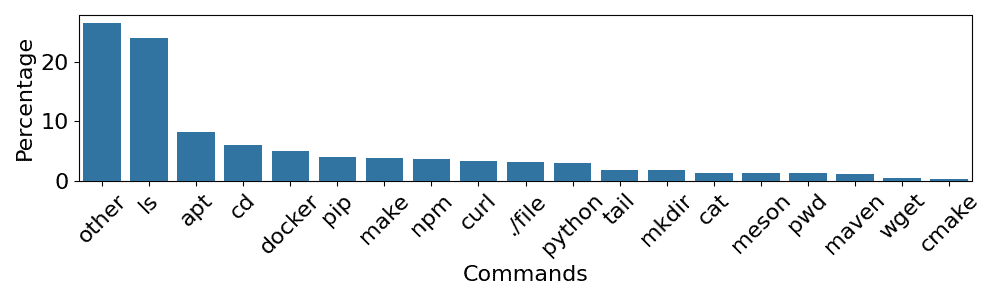 Percentage
20
10
0
other ls apt cd docker pip make npm curl ./file python tail mkdir cat meson pwd maven wget cmake
Commands